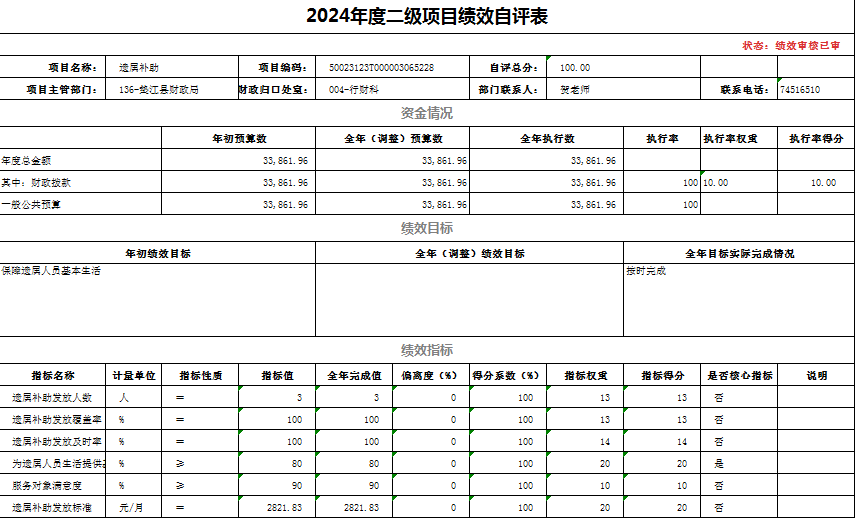 2024年度二级项目绩效自评表
状态：绩效审核已审
项目名称： 遗属补助 项目编码： 50023123T000003065228 自评总分： 100.00
项目主管部门： 136-垫江县财政局 财政归口处室： 004-行财科 部门联系人： 贺老师 联系电话： 74516510
资金情况
年初预算数 全年（调整）预算数 全年执行数 执行率 执行率权重 执行率得分
年度总金额 33,861.96 33,861.96 33,861.96
其中：财政拨款 33,861.96 33,861.96 33,861.96 100 10.00 10.00
一般公共预算 33,861.96 33,861.96 33,861.96 100
绩效目标
年初绩效目标 全年（调整）绩效目标 全年目标实际完成情况
保障遗属人员基本生活 按时完成
绩效指标
指标名称 计量单位 指标性质 指标值 全年完成值 偏离度（%） 得分系数（%） 指标权重 指标得分 是否核心指标 说明
遗属补助发放人数 人 ＝ 3 3 0 100 13 13 否
遗属补助发放覆盖率 % ＝ 100 100 0 100 13 13 否
遗属补助发放及时率 % ＝ 100 100 0 100 14 14 否
为遗属人员生活提供 % ≥ 80 80 0 100 20 20 是
服务对象满意度 % ≥ 90 90 0 100 10 10 否
遗属补助发放标准 元/月 ＝ 2821.83 2821.83 0 100 20 20 否